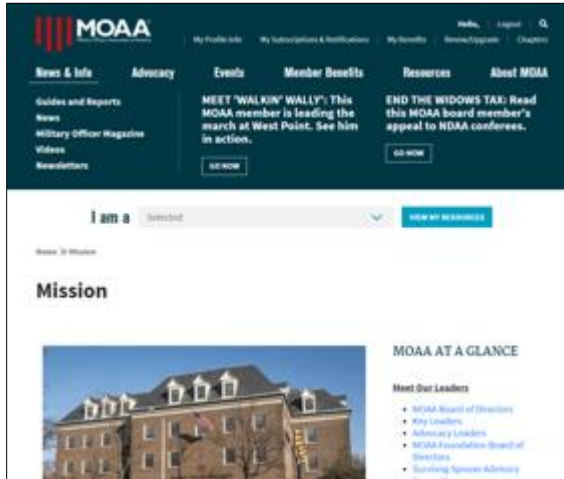 MOAA
My Profile Info My Subscriptions & Notifications My Benefits Renew/Upgrade Chapters
Hello, Logout
News & Info Advocacy Events Member Benefits Resources About MOAA
Guides and Reports
News
Military Officer Magazine
Videos
Newsletters
MEET "WALKIN' WALLY": This
MOAA member is leading the
march at West Point. See him
in action.
GO NOW
END THE WIDOWS TAX: Read
this MOAA board member's
appeal to NDAA conferees.
GO NOW
I am a Selected
VIEW MY RESOURCES
Home » Mission
Mission
MOAA AT A GLANCE
Meet Our Leaders
MOAA Board of Directors
Key Leaders
Advocacy Leaders
MOAA Foundation Board of
Directors
Surviving Spouse Advisory